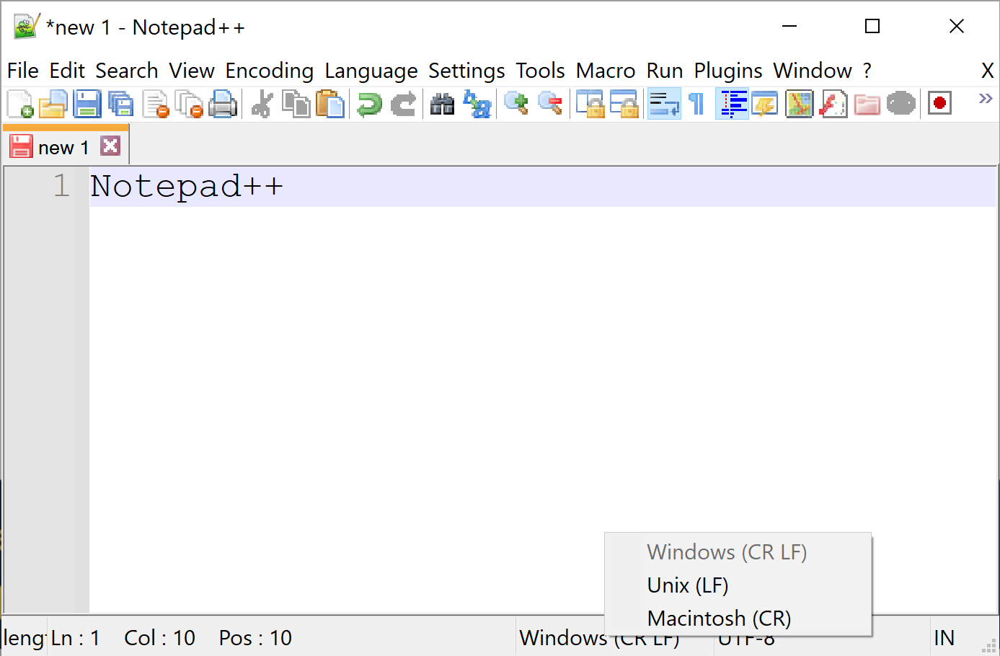 *new 1 - Notepad++
File Edit Search View Encoding Language Settings Tools Macro Run Plugins Window ? X
new 1
1 Notepad++
Windows (CR LF)
Unix (LF)
Macintosh (CR)
Ln : 1 Col : 10 Pos : 10 Windows (CR LF) UTF-8 IN